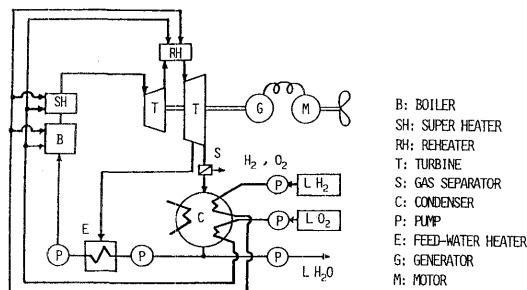 RH
SH
T
T
G
M
B
S
H₂ , O₂
P
L H₂
C
P
L O₂
E
P
P
P
L H₂O
B: BOILER
SH: SUPER HEATER
RH: REHEATER
T: TURBINE
S: GAS SEPARATOR
C: CONDENSER
P: PUMP
E: FEED-WATER HEATER
G: GENERATOR
M: MOTOR